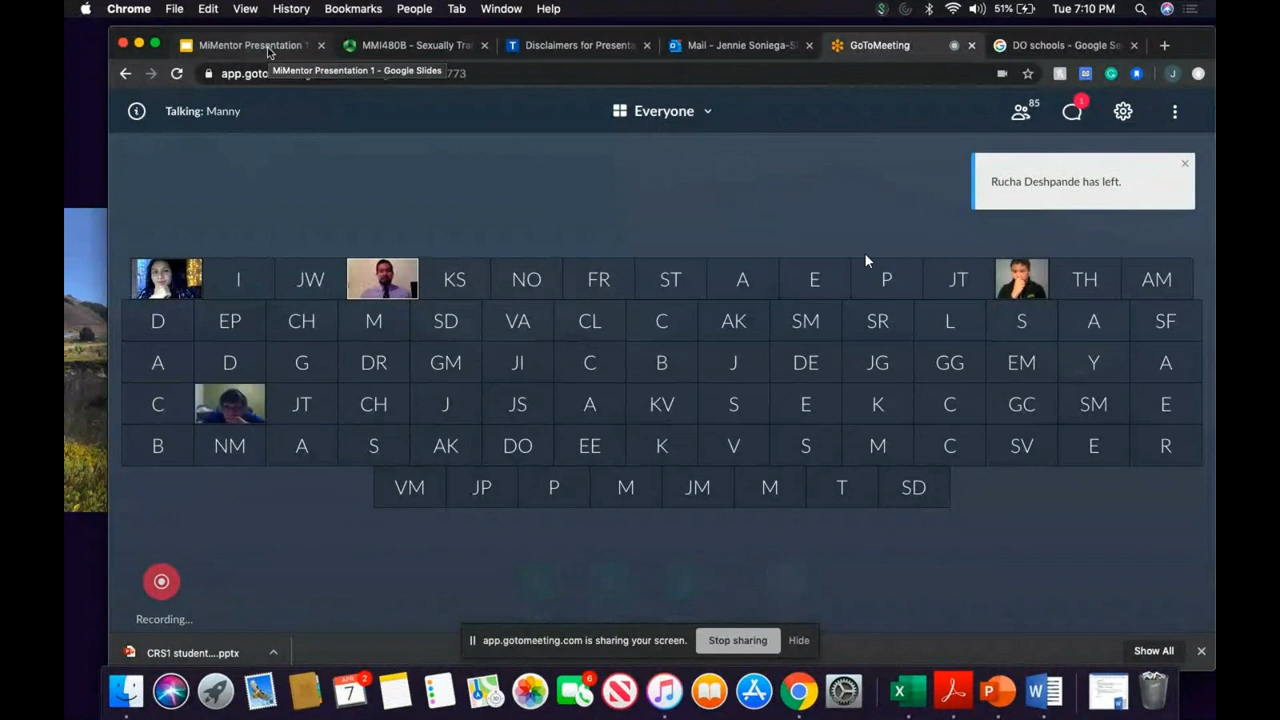 Chrome File Edit View History Bookmarks People Tab Window Help 51% Tue 7:10 PM
MiMentor Presentation MMI480B - Sexually Tra Disclaimers for Presenta Mail - Jennie Soniega-S GoToMeeting DO schools - Google Se
app.goto 773
MiMentor Presentation 1 - Google Slides
Talking: Manny Everyone 85 1
Rucha Deshpande has left.
I JW KS NO FR ST A E P JT TH AM
D EP CH M SD VA CL C AK SM SR L S A SF
A D G DR GM JI C B J DE JG GG EM Y A
C JT CH J JS A KV S E K C GC SM E
B NM A S AK DO EE K V S M C SV E R
VM JP P M JM M T SD
Recording...
app.gotomeeting.com is sharing your screen. Stop sharing Hide
CRS1 student....pptx Show All
APR 7 2 6